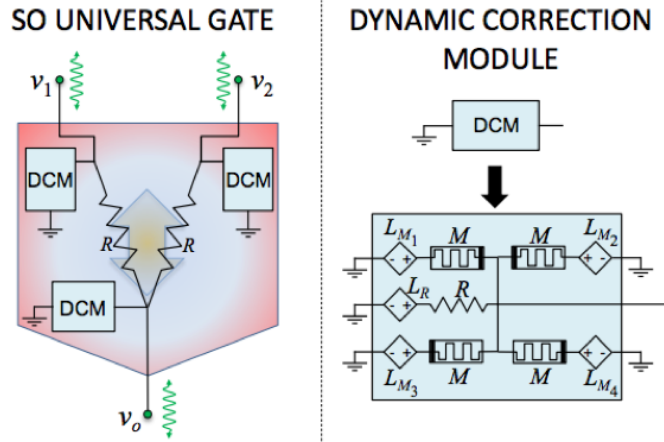 SO UNIVERSAL GATE
v1
v2
DCM
DCM
R
R
DCM
vo
DYNAMIC CORRECTION
MODULE
DCM
LM1
M
M
LM2
- +
+ -
LR
R
- +
- +
+ -
LM3
M
M
LM4